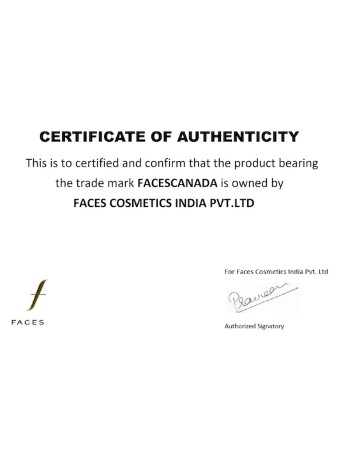 CERTIFICATE OF AUTHENTICITY
This is to certified and confirm that the product bearing
the trade mark FACESCANADA is owned by
FACES COSMETICS INDIA PVT.LTD
For Faces Cosmetics India Pvt. Ltd
Praveen
Authorized Signatory
f
FACES